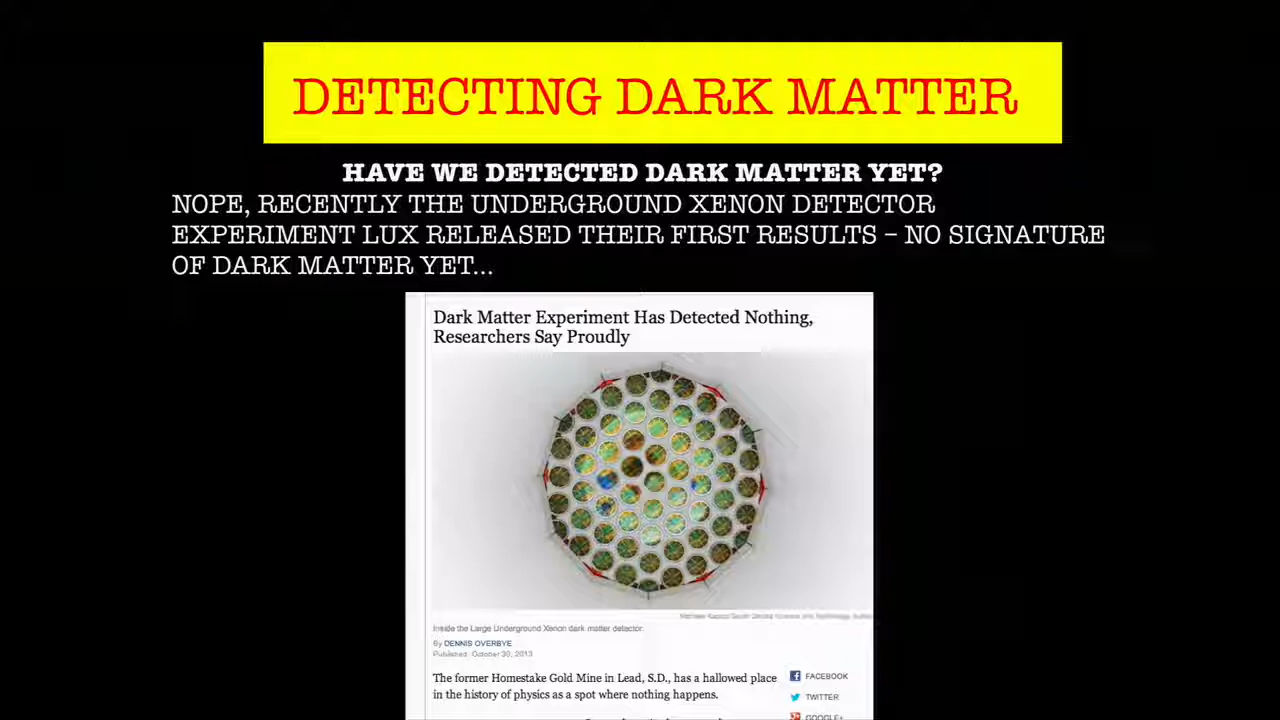 DETECTING DARK MATTER
HAVE WE DETECTED DARK MATTER YET?
NOPE, RECENTLY THE UNDERGROUND XENON DETECTOR
EXPERIMENT LUX RELEASED THEIR FIRST RESULTS – NO SIGNATURE
OF DARK MATTER YET...
Dark Matter Experiment Has Detected Nothing,
Researchers Say Proudly
Inside the Large Underground Xenon dark matter detector.
By DENNIS OVERBYE
Published: October 30, 2013
The former Homestake Gold Mine in Lead, S.D., has a hallowed place
in the history of physics as a spot where nothing happens.
FACEBOOK
TWITTER
GOOGLE+